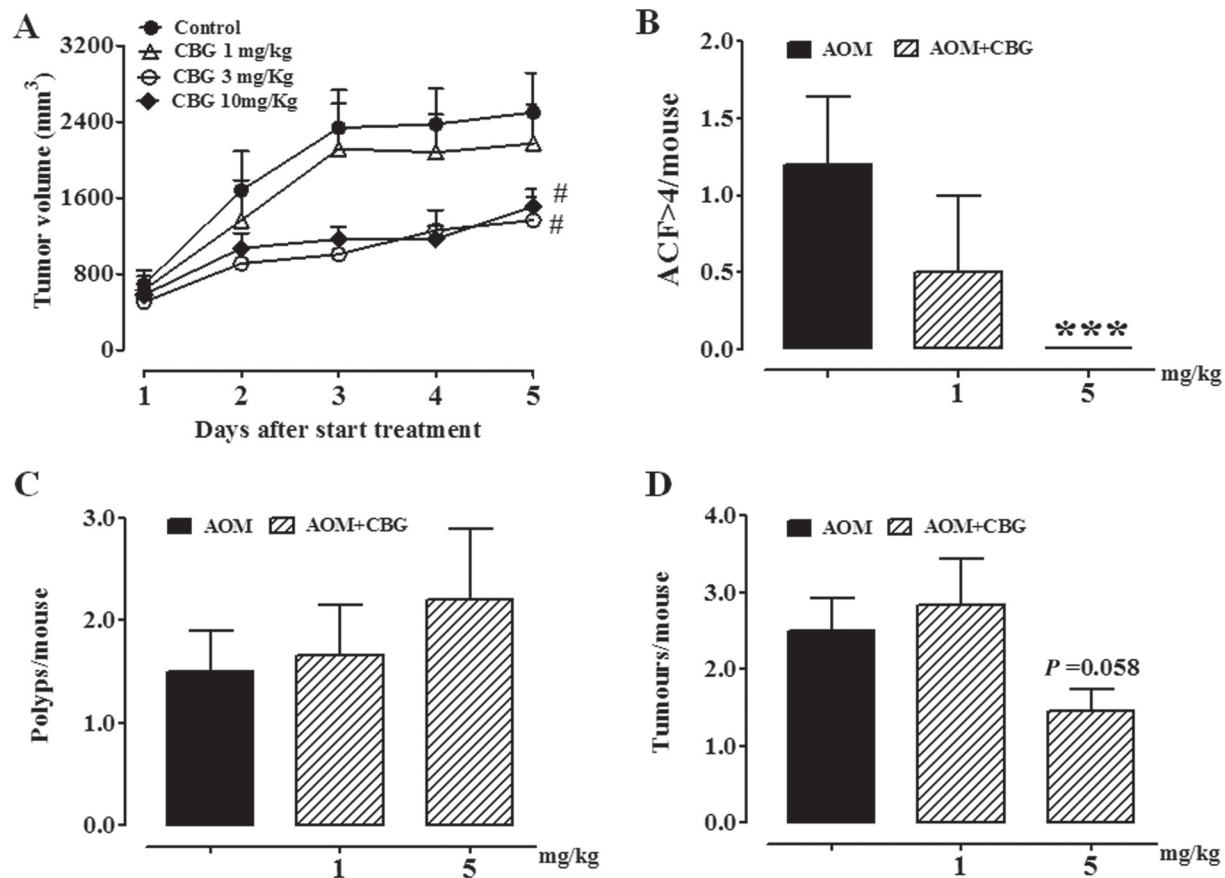 A
Control
CBG 1 mg/kg
CBG 3 mg/Kg
CBG 10mg/Kg
3200
2400
1600
800
0
Tumor volume (mm³)
#
#
1 2 3 4 5
Days after start treatment
B
AOM AOM+CBG
2.0
1.5
1.0
0.5
0.0
ACF>4/mouse
***
1 5 mg/kg
C
AOM AOM+CBG
3.0
2.0
1.0
0.0
Polyps/mouse
1 5 mg/kg
D
AOM AOM+CBG
4.0
3.0
2.0
1.0
0.0
Tumours/mouse
P =0.058
1 5 mg/kg